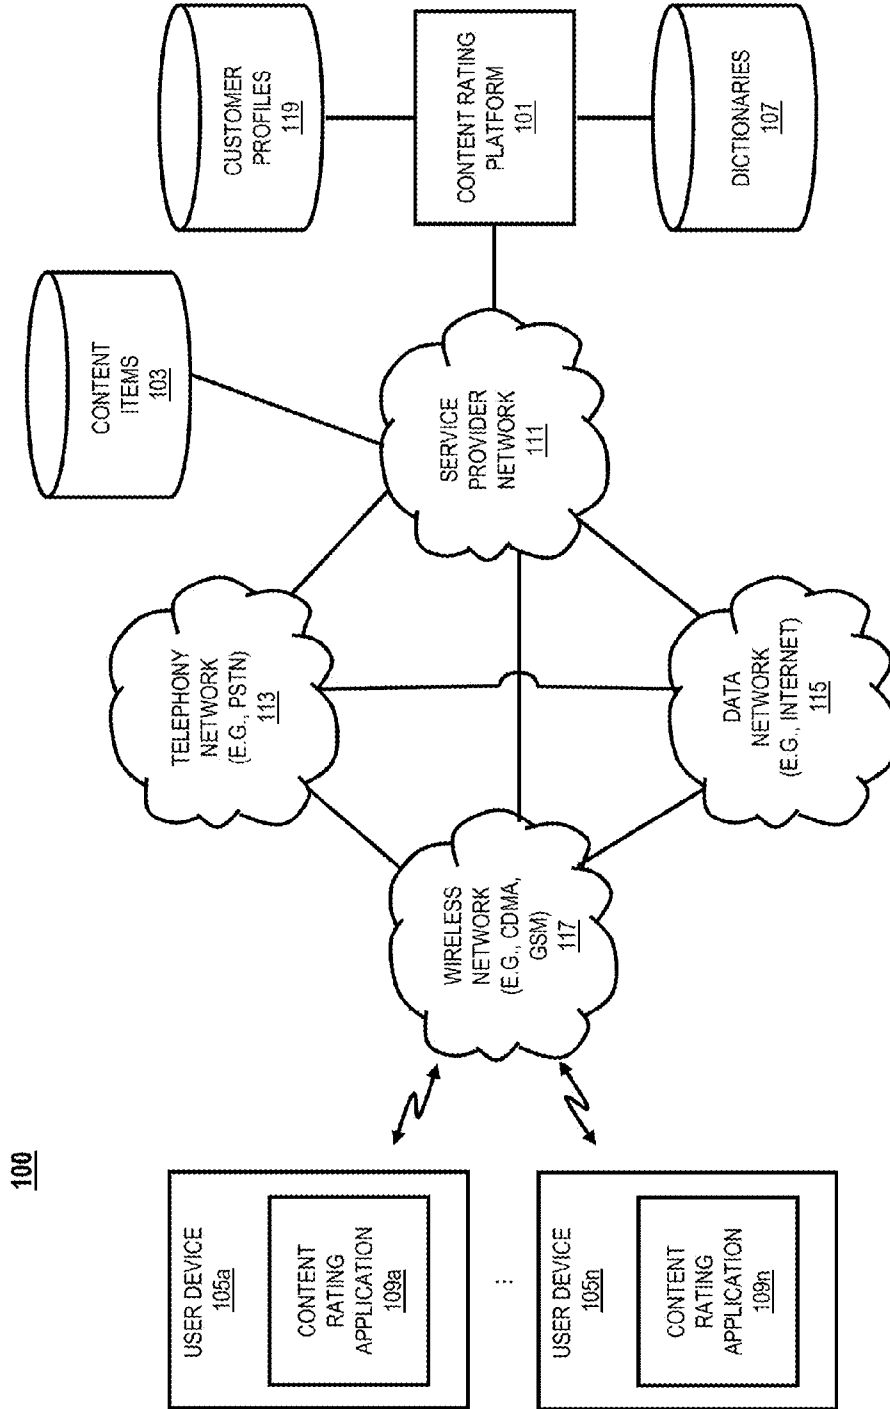 100
USER DEVICE
105a
CONTENT
RATING
APPLICATION
109a
...
USER DEVICE
105n
CONTENT
RATING
APPLICATION
109n
WIRELESS
NETWORK
(E.G., CDMA,
GSM)
117
TELEPHONY
NETWORK
(E.G., PSTN)
113
DATA
NETWORK
(E.G., INTERNET)
115
SERVICE
PROVIDER
NETWORK
111
CONTENT
ITEMS
103
CUSTOMER
PROFILES
119
CONTENT RATING
PLATFORM
101
DICTIONARIES
107